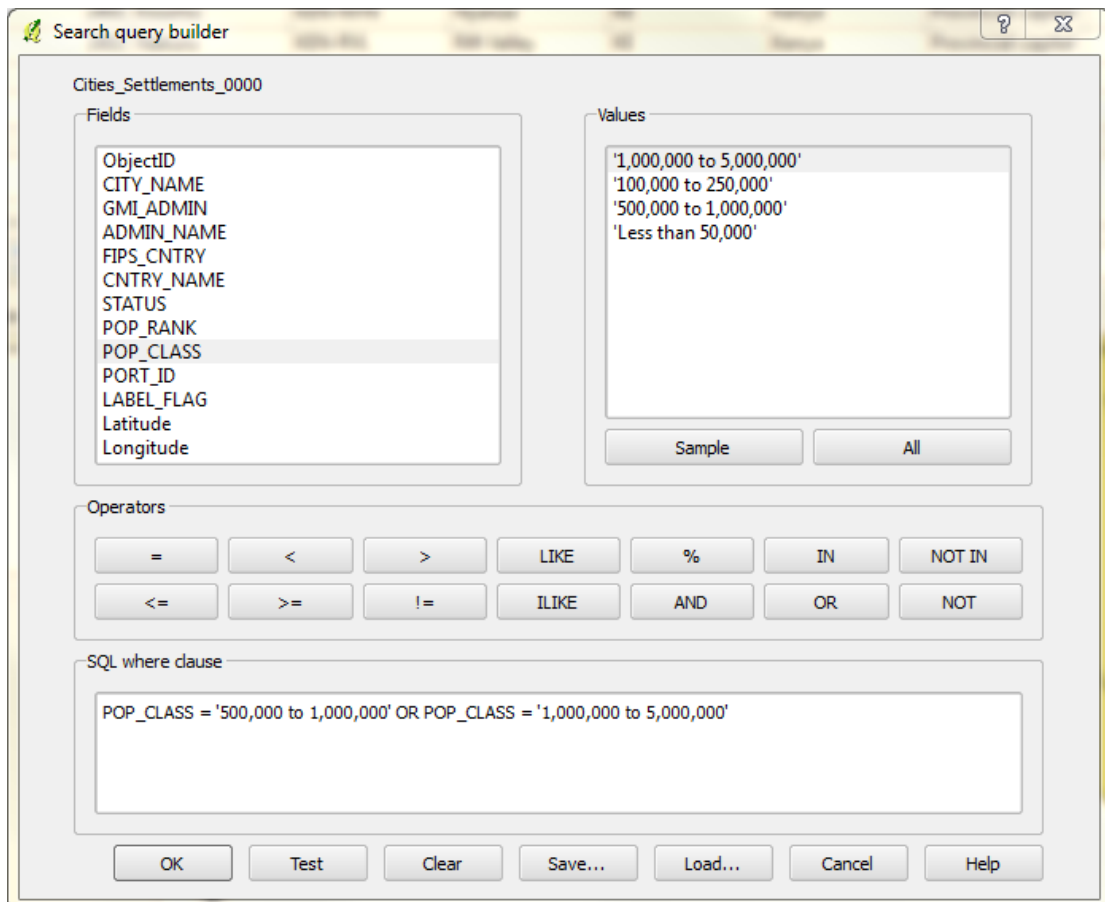 Search query builder
Cities_Settlements_0000
Fields
ObjectID
CITY_NAME
GMI_ADMIN
ADMIN_NAME
FIPS_CNTRY
CNTRY_NAME
STATUS
POP_RANK
POP_CLASS
PORT_ID
LABEL_FLAG
Latitude
Longitude
Values
'1,000,000 to 5,000,000'
'100,000 to 250,000'
'500,000 to 1,000,000'
'Less than 50,000'
Sample All
Operators
= < > LIKE % IN NOT IN
<= >= != ILIKE AND OR NOT
SQL where clause
POP_CLASS = '500,000 to 1,000,000' OR POP_CLASS = '1,000,000 to 5,000,000'
OK Test Clear Save... Load... Cancel Help